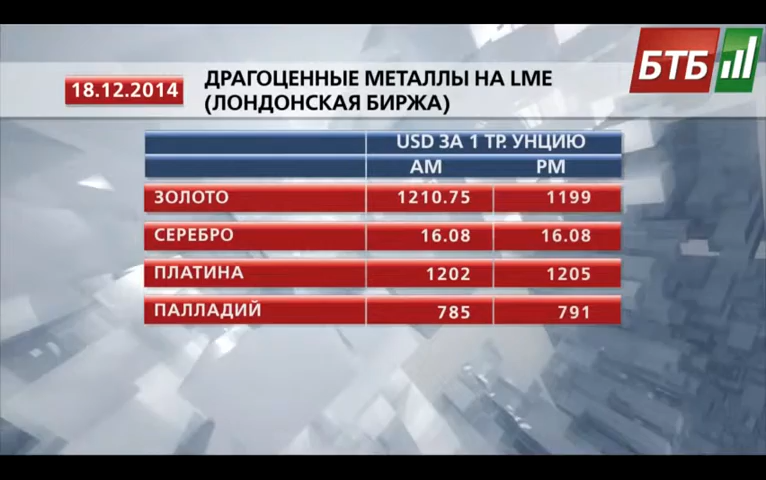 18.12.2014
ДРАГОЦЕННЫЕ МЕТАЛЛЫ НА LME
(ЛОНДОНСКАЯ БИРЖА)
БТБ
USD ЗА 1 ТР. УНЦИЮ
AM PM
ЗОЛОТО 1210.75 1199
СЕРЕБРО 16.08 16.08
ПЛАТИНА 1202 1205
ПАЛЛАДИЙ 785 791